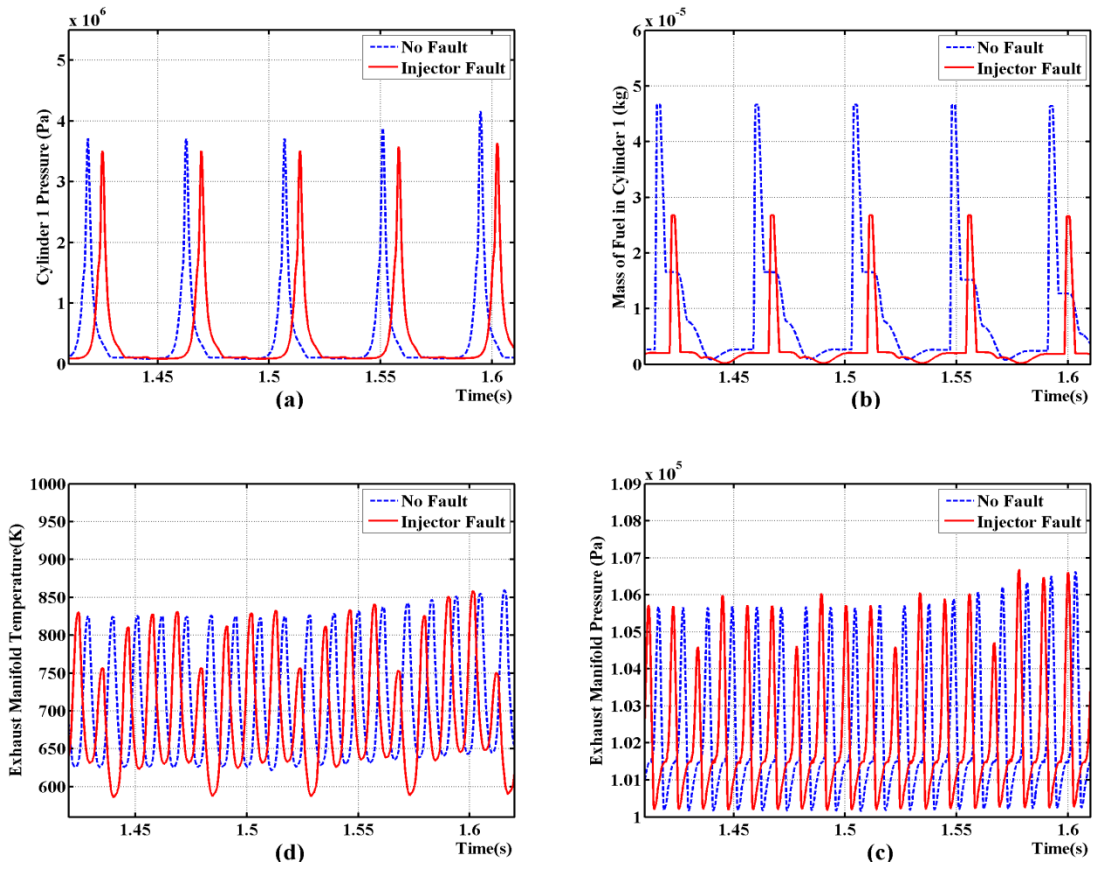 x 10⁶
5
4
3
2
1
0
Cylinder 1 Pressure (Pa)
No Fault
Injector Fault
1.45
1.5
1.55
1.6
Time(s)
(a)
x 10⁻⁵
6
5
4
3
2
1
0
Mass of Fuel in Cylinder 1 (kg)
No Fault
Injector Fault
1.45
1.5
1.55
1.6
Time(s)
(b)
1000
950
900
850
800
750
700
650
600
Exhaust Manifold Temperature(K)
No Fault
Injector Fault
1.45
1.5
1.55
1.6
Time(s)
(d)
x 10⁵
1.09
1.08
1.07
1.06
1.05
1.04
1.03
1.02
1.01
1
Exhaust Manifold Pressure (Pa)
No Fault
Injector Fault
1.45
1.5
1.55
1.6
Time(s)
(c)